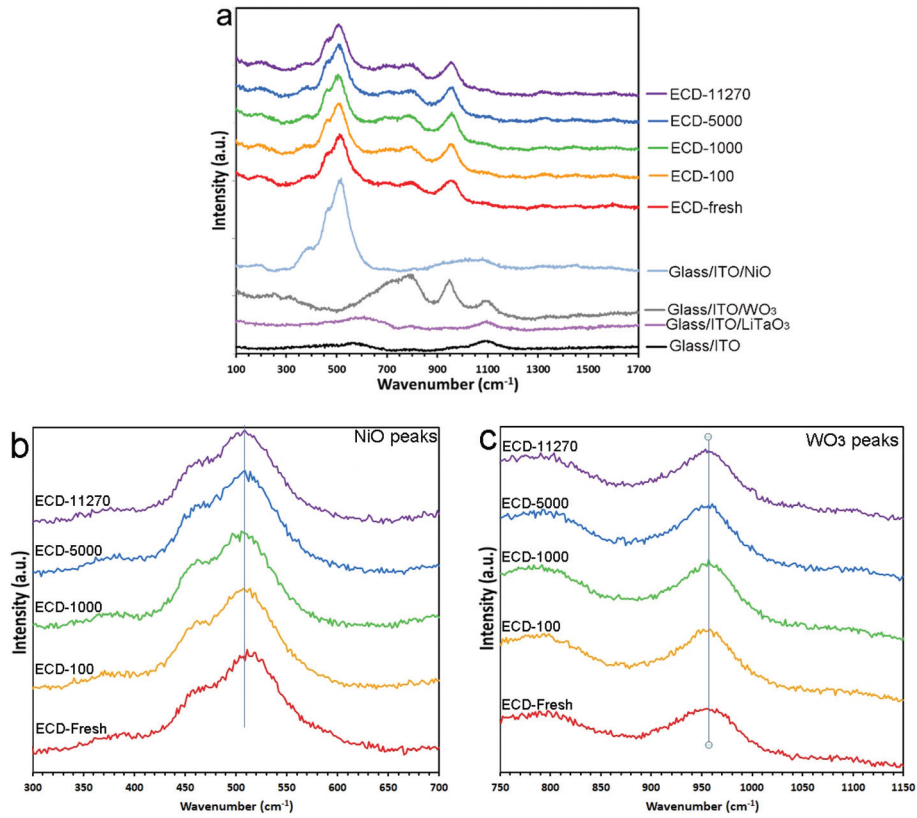 a
ECD-11270
ECD-5000
ECD-1000
ECD-100
ECD-fresh
Glass/ITO/NiO
Glass/ITO/WO₃
Glass/ITO/LiTaO₃
Glass/ITO
Intensity (a.u.)
100 300 500 700 900 1100 1300 1500 1700
Wavenumber (cm⁻¹)
b
NiO peaks
ECD-11270
ECD-5000
ECD-1000
ECD-100
ECD-Fresh
Intensity (a.u.)
300 350 400 450 500 550 600 650 700
Wavenumber (cm⁻¹)
c
WO₃ peaks
ECD-11270
ECD-5000
ECD-1000
ECD-100
ECD-Fresh
Intensity (a.u.)
750 800 850 900 950 1000 1050 1100 1150
Wavenumber (cm⁻¹)